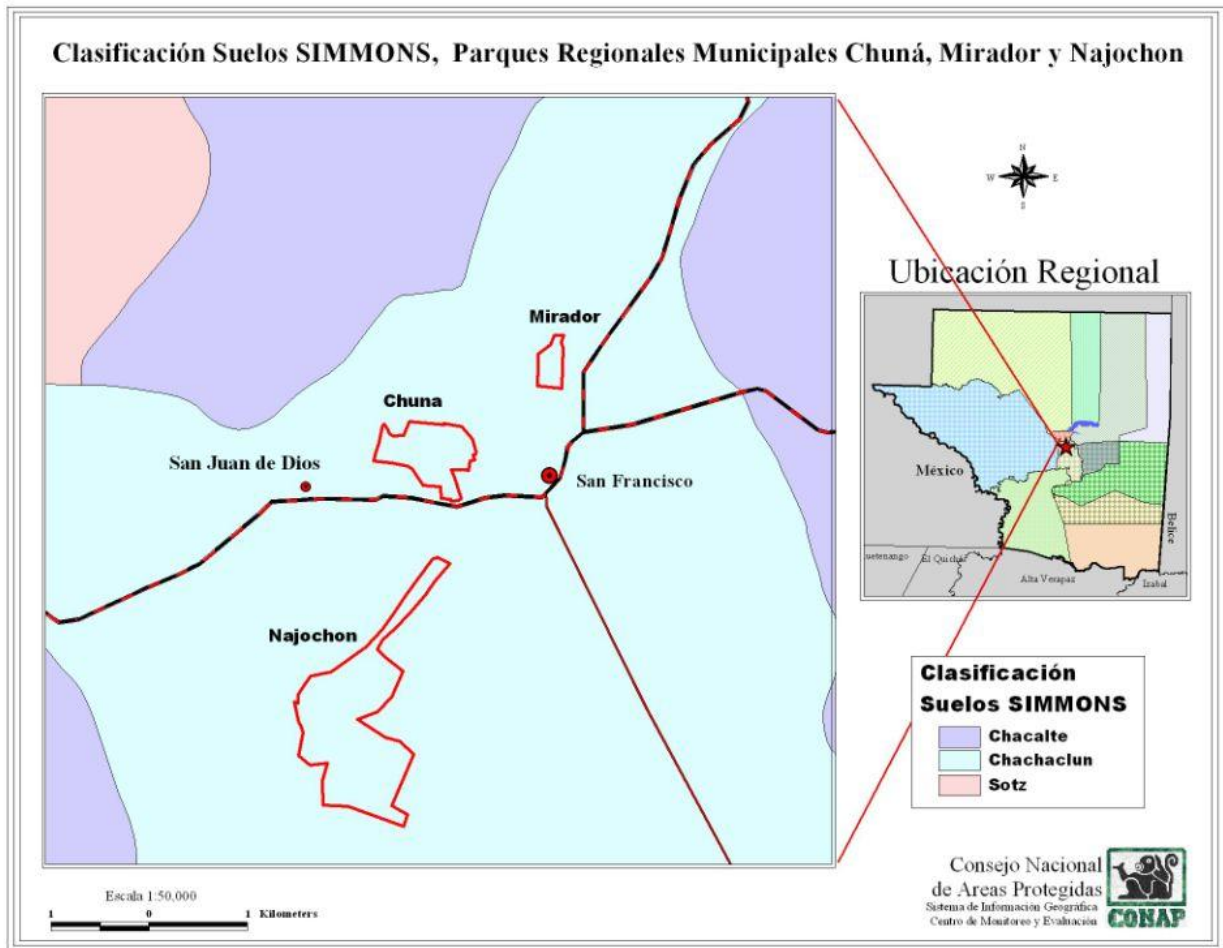 Clasificación Suelos SIMMONS, Parques Regionales Municipales Chuná, Mirador y Najochon
N
W E
S
Ubicación Regional
Mirador
Chuna
San Juan de Dios
San Francisco
Najochon
México
Belice
uetenango
El Quiché
Alta Verapaz
Izabal
Clasificación
Suelos SIMMONS
Chacalte
Chachaclun
Sotz
Escala 1:50,000
1 0 1 Kilometers
Consejo Nacional
de Areas Protegidas
Sistema de Información Geográfica
Centro de Monitoreo y Evaluación
CONAP